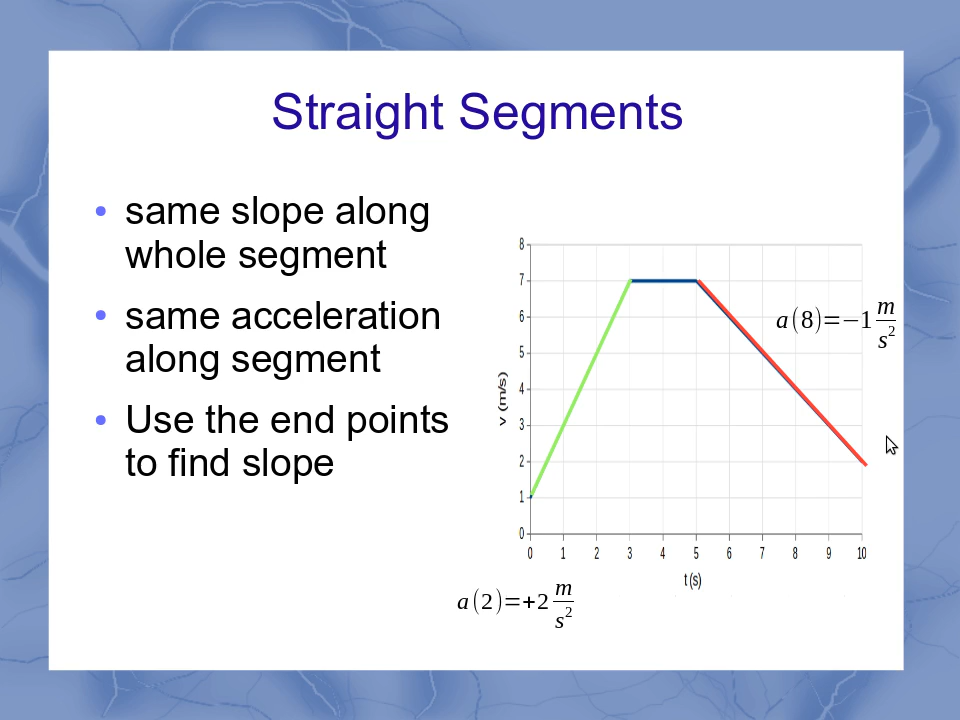 Straight Segments
• same slope along
whole segment
• same acceleration
along segment
• Use the end points
to find slope
8
7
6
5
4
3
2
1
0
v (m/s)
0 1 2 3 4 5 6 7 8 9 10
t (s)
a(8)=−1 m/s²
a(2)=+2 m/s²